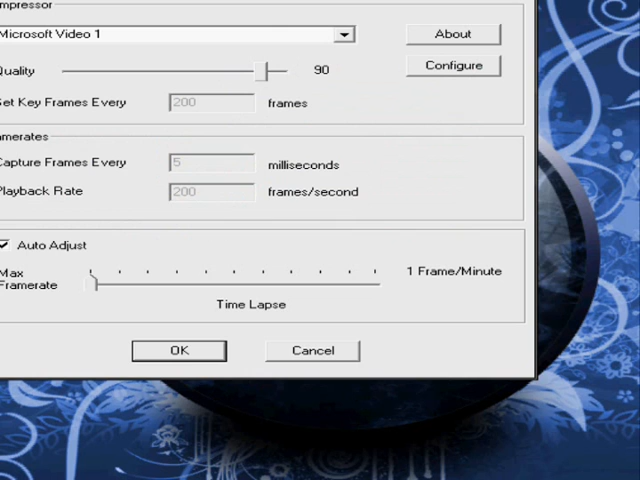 mpressor
Microsoft Video 1
About
Quality
90
Configure
Set Key Frames Every
200
frames
amerates
Capture Frames Every
5
milliseconds
Playback Rate
200
frames/second
Auto Adjust
Max
Framerate
1 Frame/Minute
Time Lapse
OK
Cancel